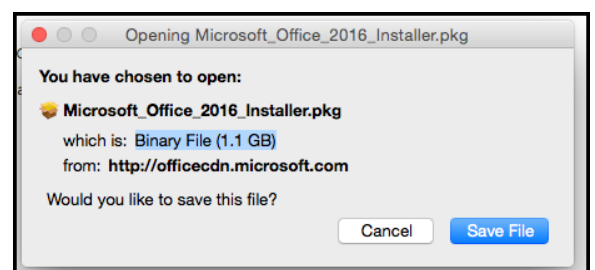 Opening Microsoft_Office_2016_Installer.pkg
You have chosen to open:
Microsoft_Office_2016_Installer.pkg
which is: Binary File (1.1 GB)
from: http://officecdn.microsoft.com
Would you like to save this file?
Cancel Save File